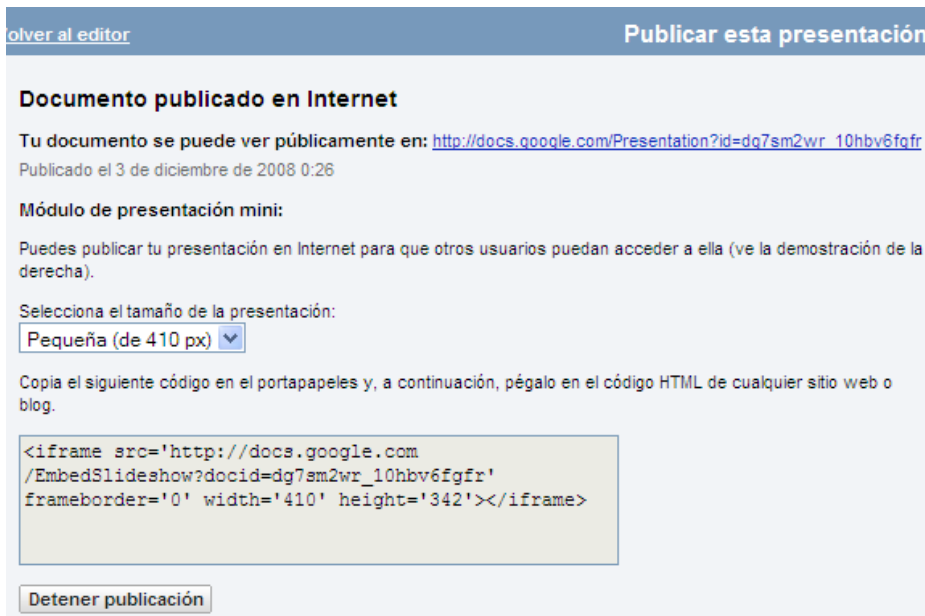 Volver al editor
Publicar esta presentación
Documento publicado en Internet
Tu documento se puede ver públicamente en: http://docs.google.com/Presentation?id=dg7sm2wr_10hbv6fgfr
Publicado el 3 de diciembre de 2008 0:26
Módulo de presentación mini:
Puedes publicar tu presentación en Internet para que otros usuarios puedan acceder a ella (ve la demostración de la
derecha).
Selecciona el tamaño de la presentación:
Pequeña (de 410 px)
Copia el siguiente código en el portapapeles y, a continuación, pégalo en el código HTML de cualquier sitio web o
blog.
<iframe src='http://docs.google.com
/EmbedSlideshow?docid=dg7sm2wr_10hbv6fgfr'
frameborder='0' width='410' height='342'></iframe>
Detener publicación